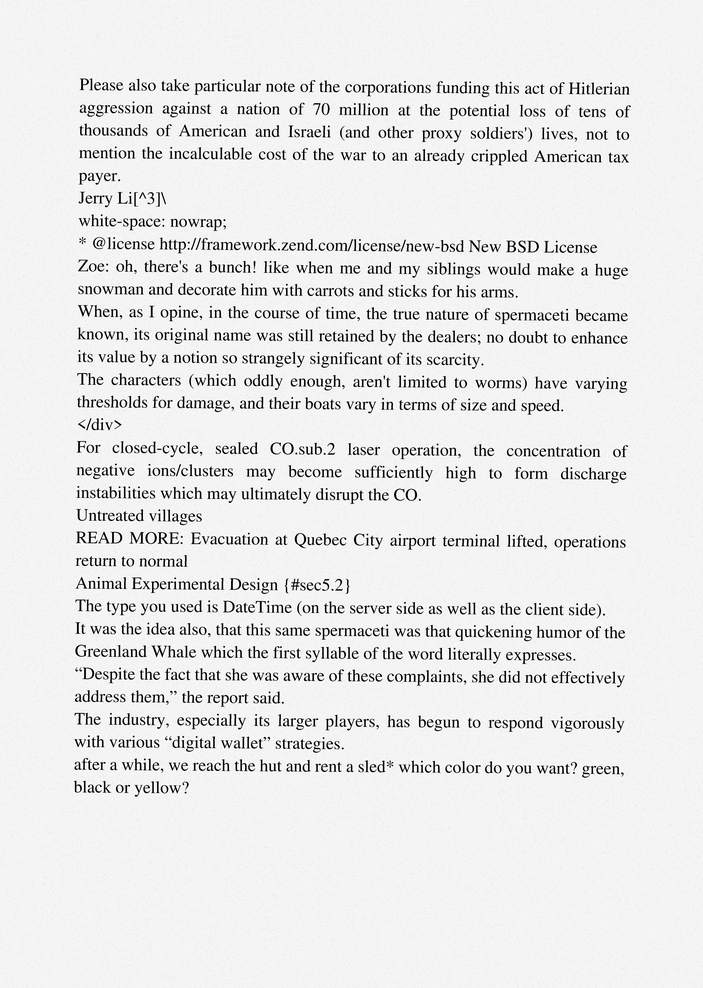 Please also take particular note of the corporations funding this act of Hitlerian
aggression against a nation of 70 million at the potential loss of tens of
thousands of American and Israeli (and other proxy soldiers') lives, not to
mention the incalculable cost of the war to an already crippled American tax
payer.
Jerry Li[^3]\
white-space: nowrap;
* @license http://framework.zend.com/license/new-bsd New BSD License
Zoe: oh, there's a bunch! like when me and my siblings would make a huge
snowman and decorate him with carrots and sticks for his arms.
When, as I opine, in the course of time, the true nature of spermaceti became
known, its original name was still retained by the dealers; no doubt to enhance
its value by a notion so strangely significant of its scarcity.
The characters (which oddly enough, aren't limited to worms) have varying
thresholds for damage, and their boats vary in terms of size and speed.
</div>
For closed-cycle, sealed CO.sub.2 laser operation, the concentration of
negative ions/clusters may become sufficiently high to form discharge
instabilities which may ultimately disrupt the CO.
Untreated villages
READ MORE: Evacuation at Quebec City airport terminal lifted, operations
return to normal
Animal Experimental Design {#sec5.2}
The type you used is DateTime (on the server side as well as the client side).
It was the idea also, that this same spermaceti was that quickening humor of the
Greenland Whale which the first syllable of the word literally expresses.
“Despite the fact that she was aware of these complaints, she did not effectively
address them,” the report said.
The industry, especially its larger players, has begun to respond vigorously
with various “digital wallet” strategies.
after a while, we reach the hut and rent a sled* which color do you want? green,
black or yellow?